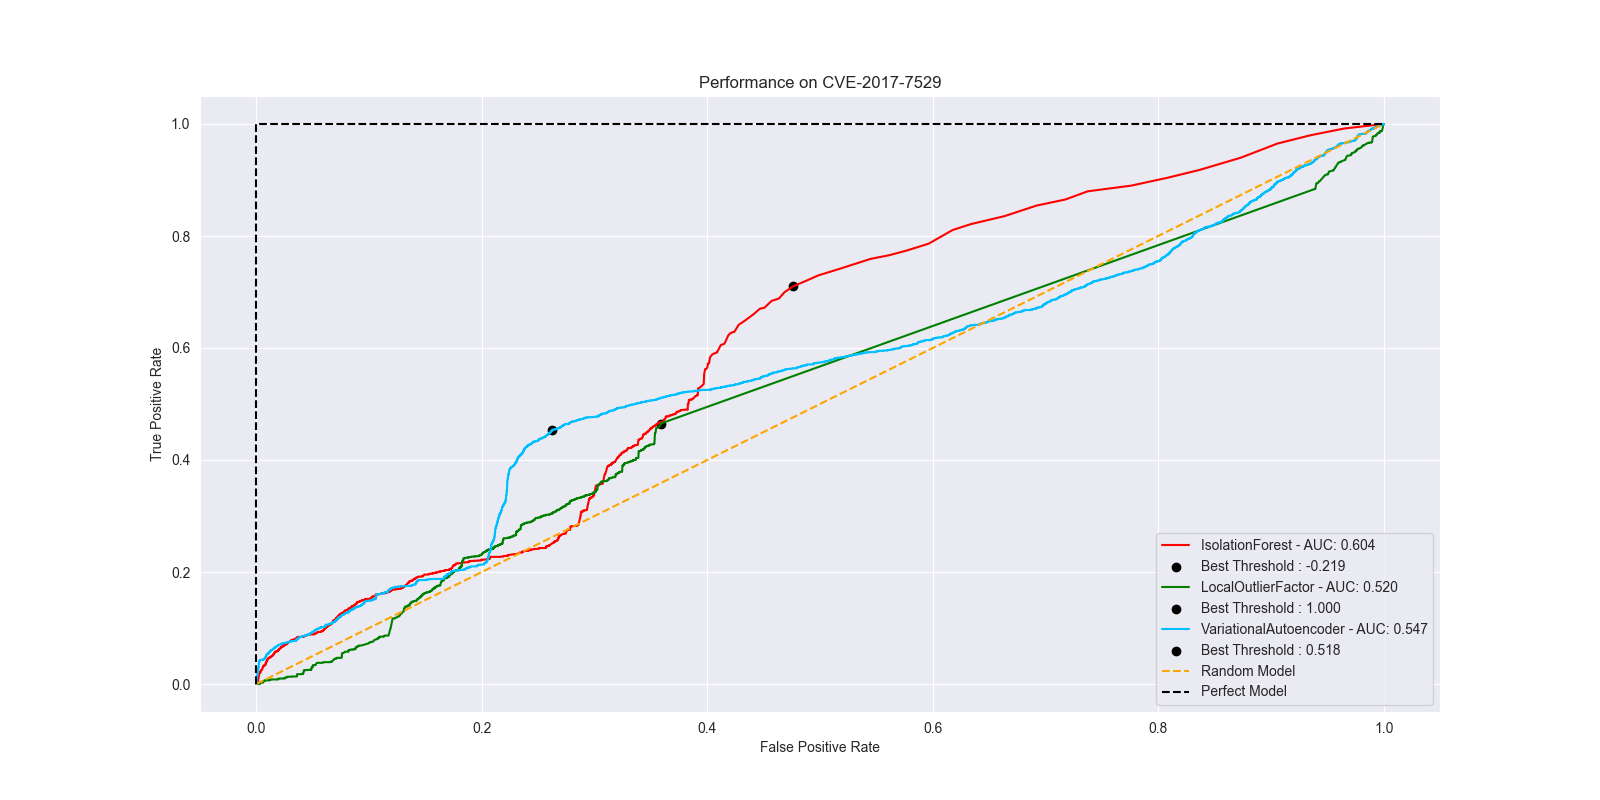 Performance on CVE-2017-7529
True Positive Rate
1.0
0.8
0.6
0.4
0.2
0.0
0.0 0.2 0.4 0.6 0.8 1.0
False Positive Rate
IsolationForest - AUC: 0.604
Best Threshold : -0.219
LocalOutlierFactor - AUC: 0.520
Best Threshold : 1.000
VariationalAutoencoder - AUC: 0.547
Best Threshold : 0.518
Random Model
Perfect Model